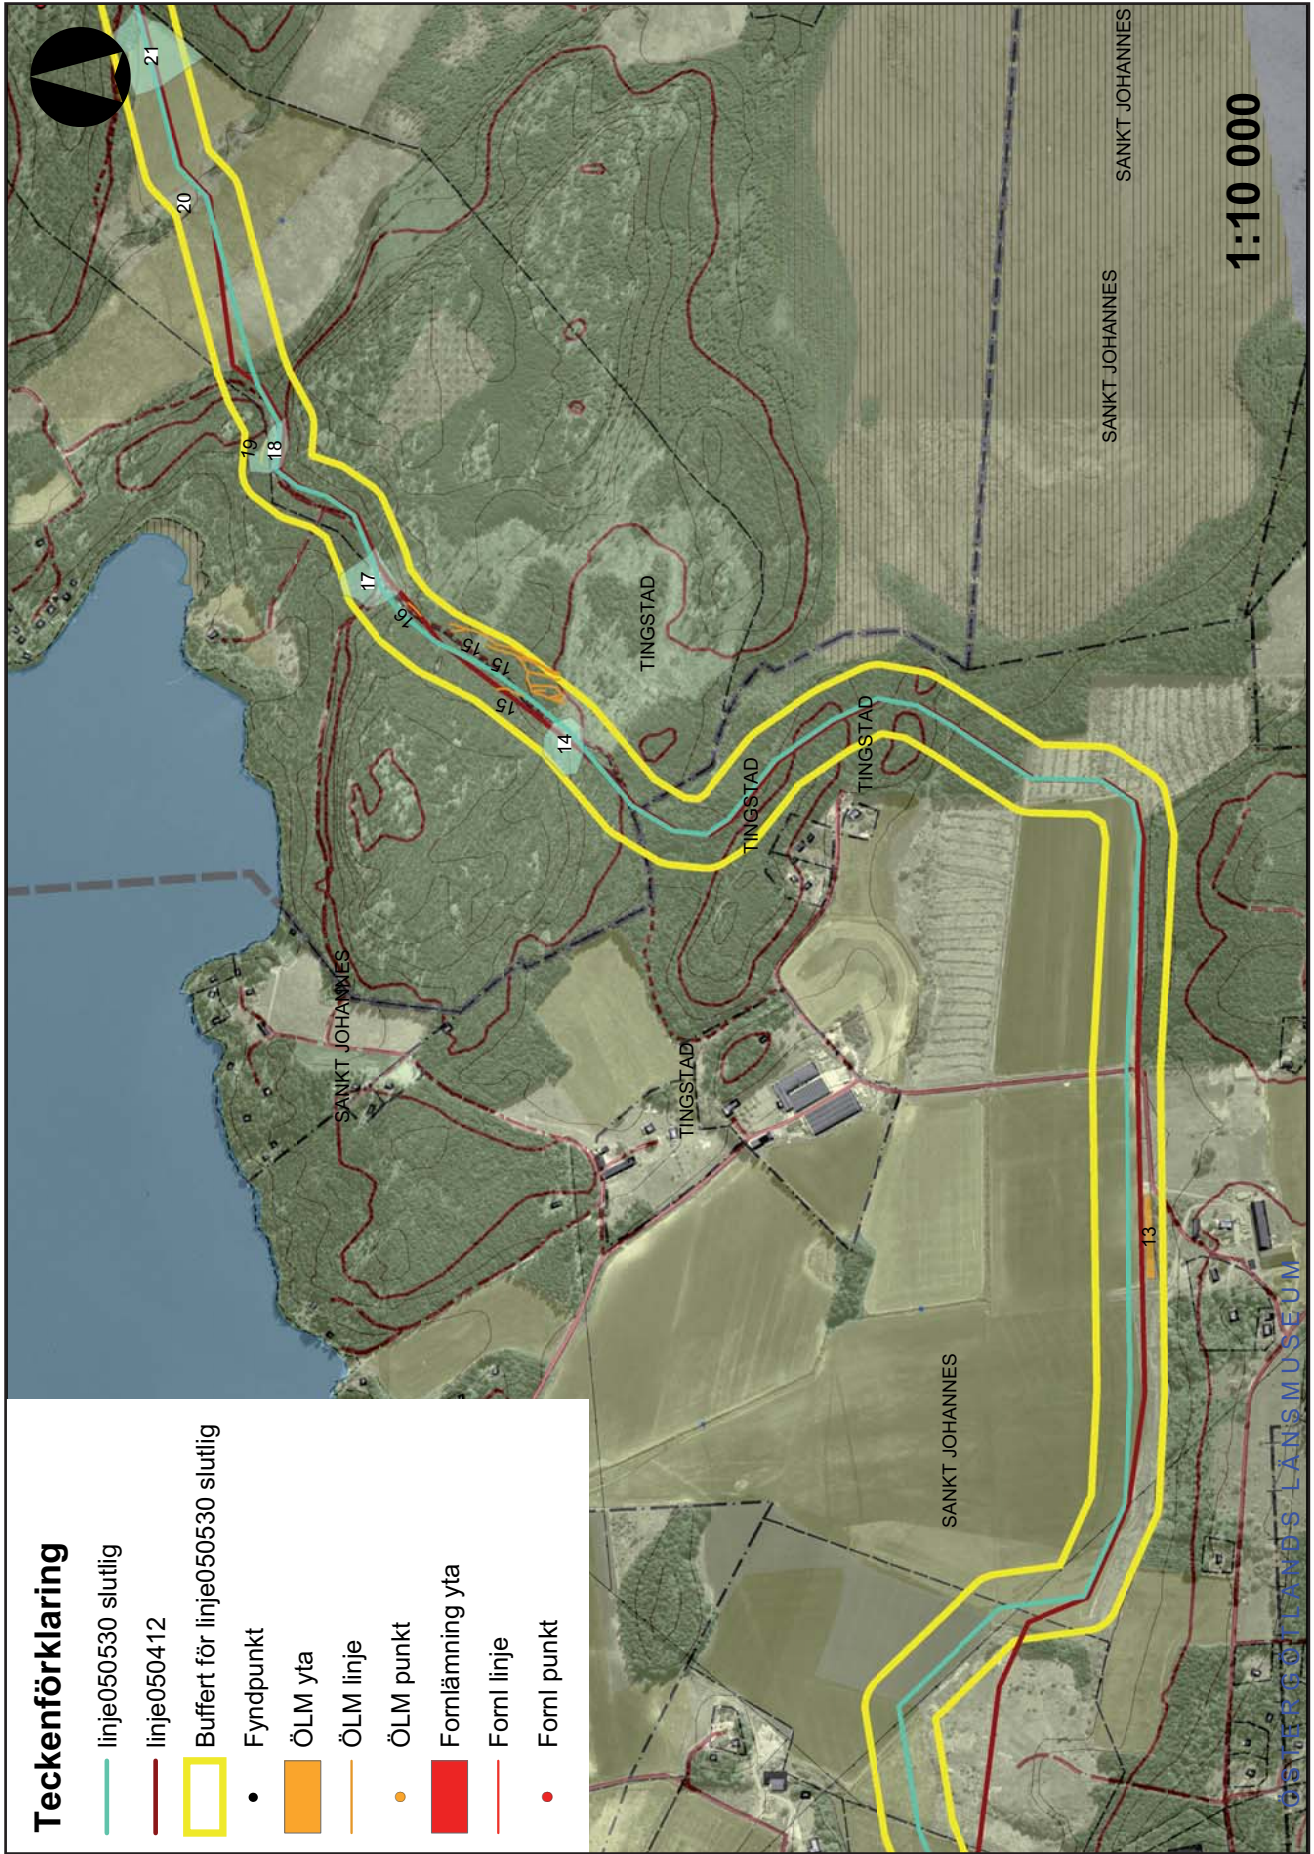 Teckenförklaring
linje050530 slutlig
linje050412
Buffert för linje050530 slutlig
Fyndpunkt
ÖLM yta
ÖLM linje
ÖLM punkt
Fornlämning yta
Forml linje
Forml punkt
SANKT JOHANNES
TINGSTAD
TINGSTAD
TINGSTAD
TINGSTAD
SANKT JOHANNES
SANKT JOHANNES
SANKT JOHANNES
13
14
15
15
15
16
17
18
19
20
21
1:10 000
ÖSTERGÖTLANDS LÄNSMUSEUM